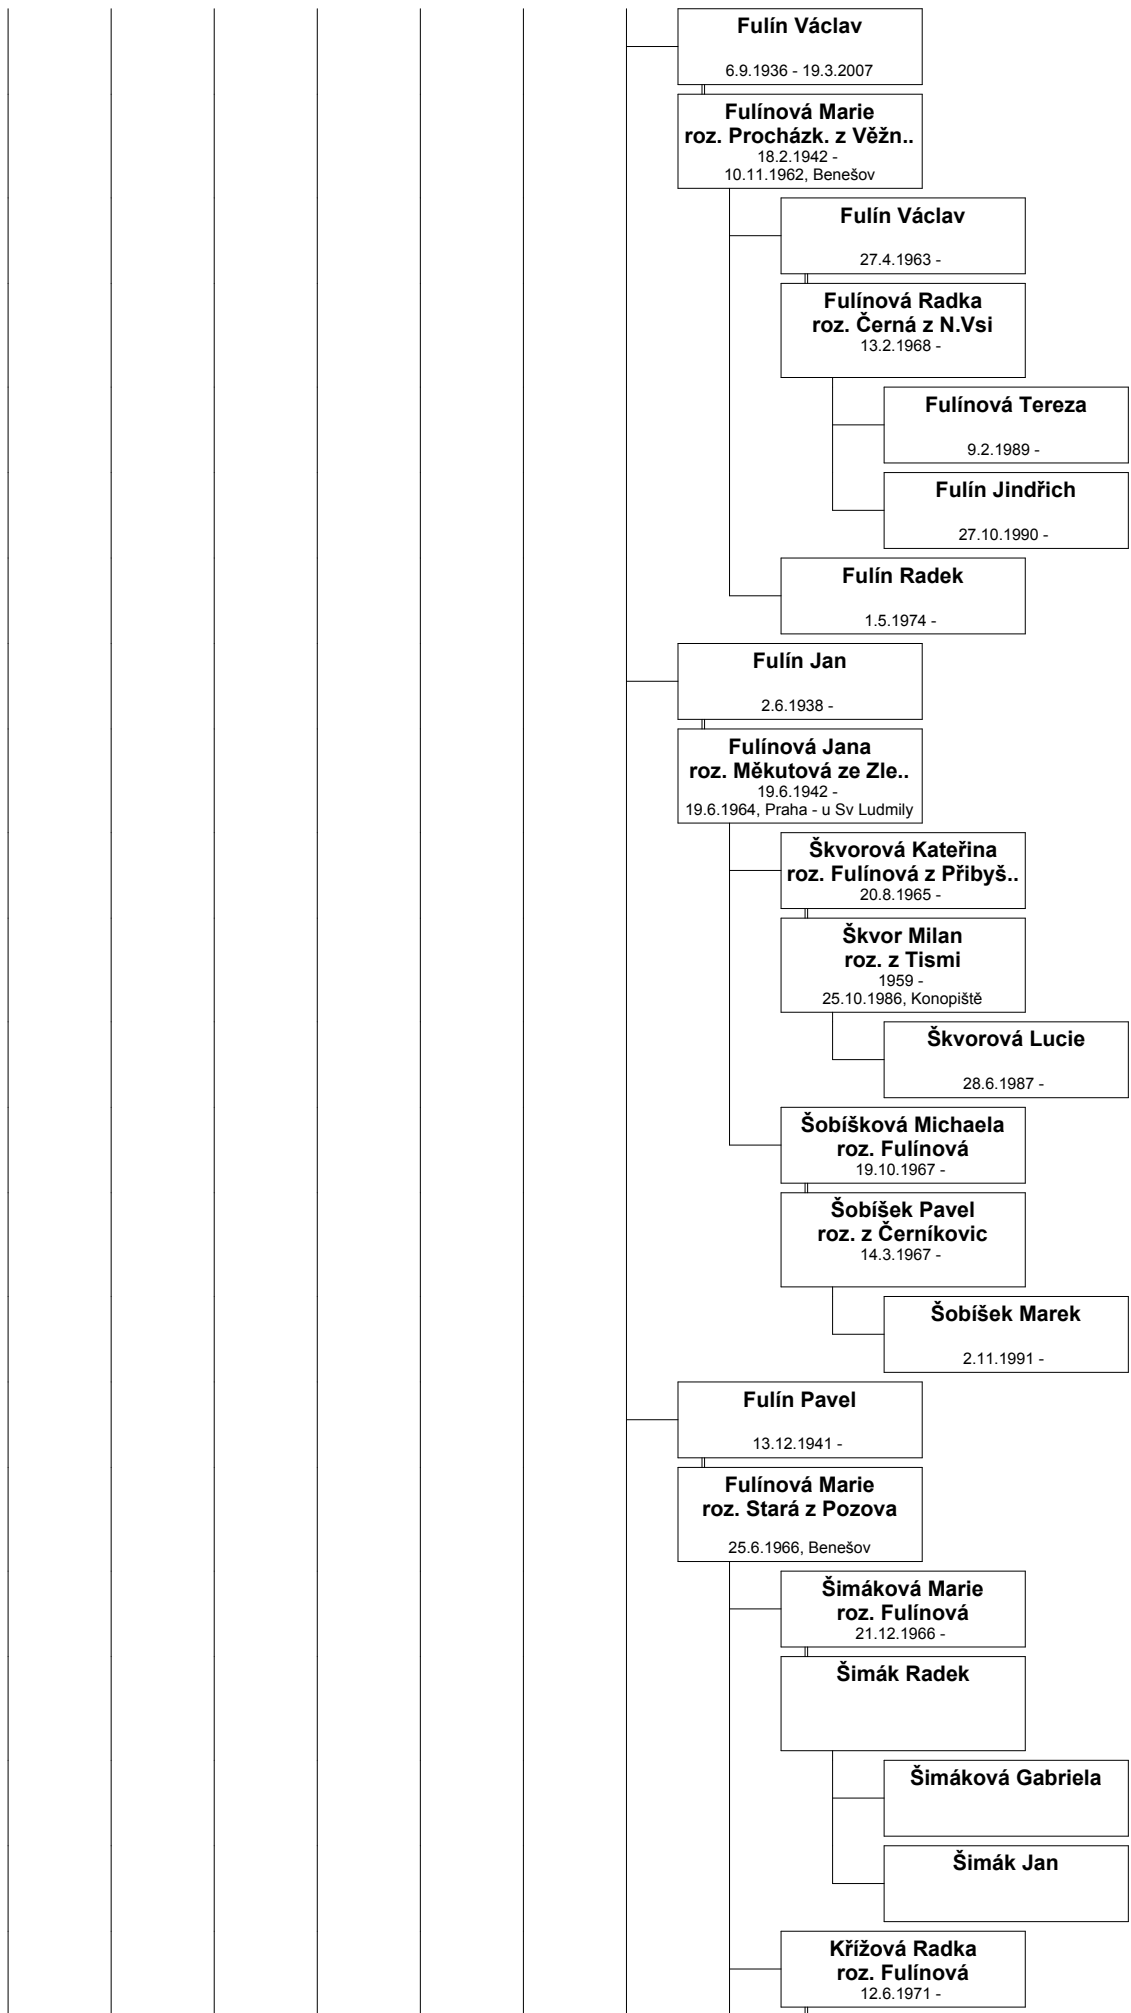 Fulín Václav
6.9.1936 - 19.3.2007
Fulínová Marie
roz. Procházk. z Věžn..
18.2.1942 -
10.11.1962, Benešov
Fulín Václav
27.4.1963 -
Fulínová Radka
roz. Černá z N.Vsi
13.2.1968 -
Fulínová Tereza
9.2.1989 -
Fulín Jindřich
27.10.1990 -
Fulín Radek
1.5.1974 -
Fulín Jan
2.6.1938 -
Fulínová Jana
roz. Měkutová ze Zle..
19.6.1942 -
19.6.1964, Praha - u Sv Ludmily
Škvorová Kateřina
roz. Fulínová z Přibyš..
20.8.1965 -
Škvor Milan
roz. z Tismi
1959 -
25.10.1986, Konopiště
Škvorová Lucie
28.6.1987 -
Šobíšková Michaela
roz. Fulínová
19.10.1967 -
Šobíšek Pavel
roz. z Černíkovic
14.3.1967 -
Šobíšek Marek
2.11.1991 -
Fulín Pavel
13.12.1941 -
Fulínová Marie
roz. Stará z Pozova
25.6.1966, Benešov
Šimáková Marie
roz. Fulínová
21.12.1966 -
Šimák Radek
Šimáková Gabriela
Šimák Jan
Křížová Radka
roz. Fulínová
12.6.1971 -